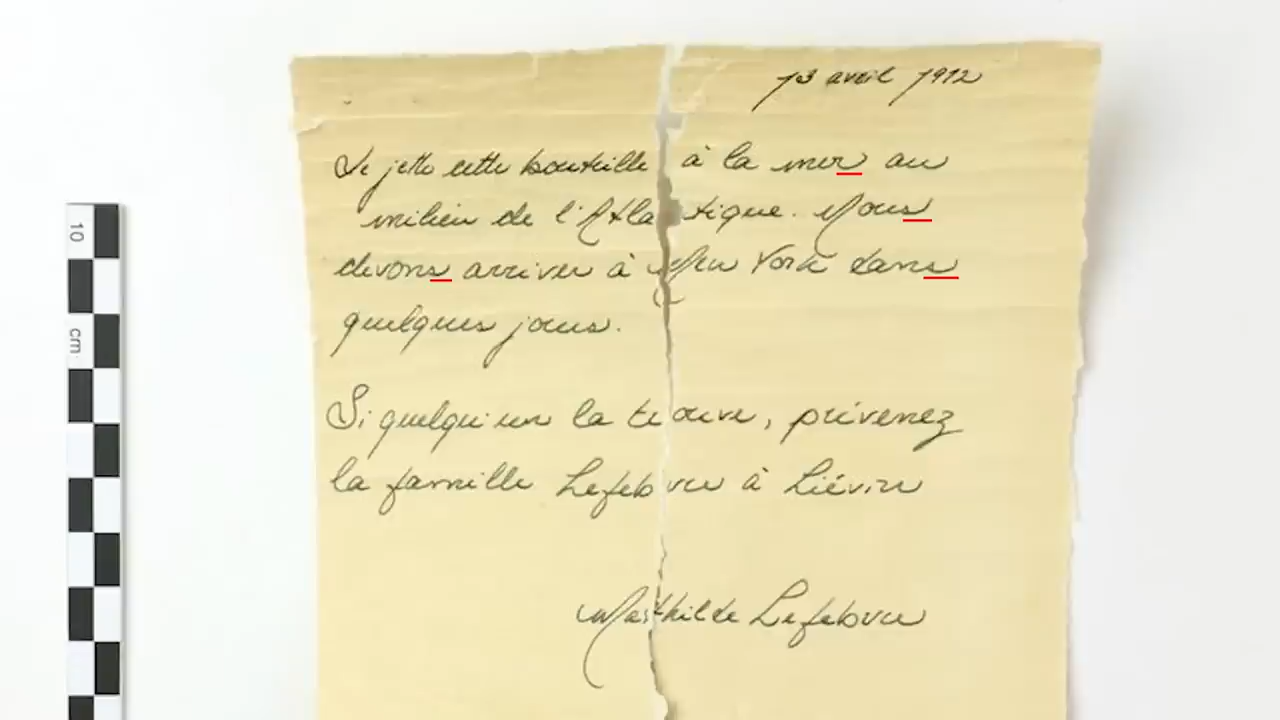 13 avril 1912
Je jette cette bouteille à la mer au
milieu de l'Atlantique. Nous
devons arriver à New York dans
quelques jours.
Si quelqu'un la trouve, prévenez
la famille Lefebvre à Liévin
Mathilde Lefebvre
10
cm